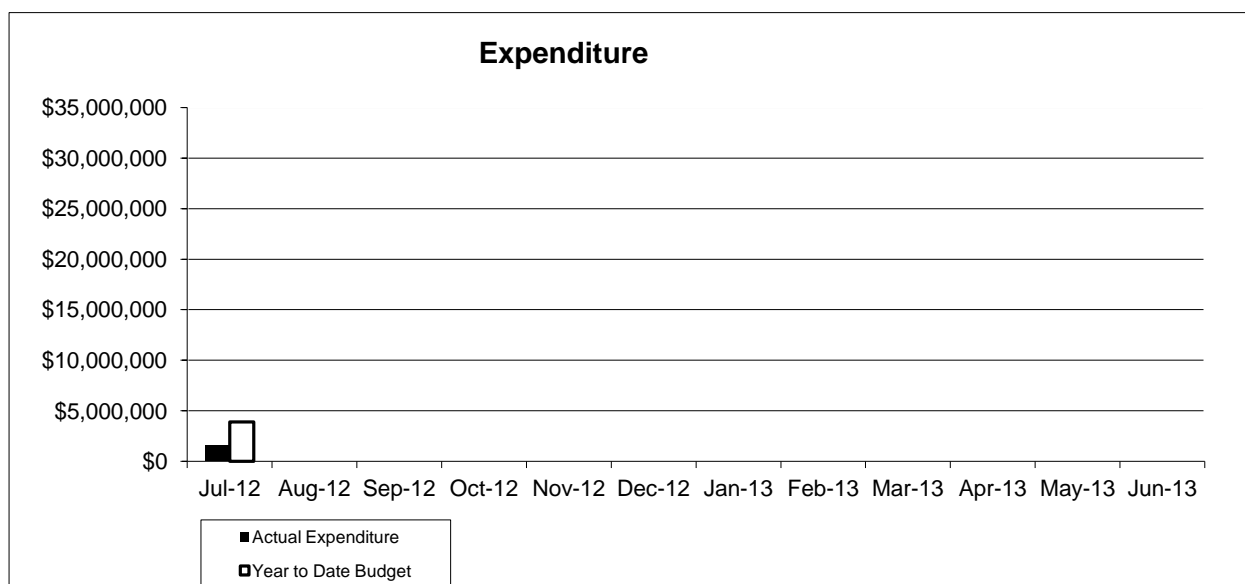 Expenditure
$35,000,000
$30,000,000
$25,000,000
$20,000,000
$15,000,000
$10,000,000
$5,000,000
$0
Jul-12 Aug-12 Sep-12 Oct-12 Nov-12 Dec-12 Jan-13 Feb-13 Mar-13 Apr-13 May-13 Jun-13
Actual Expenditure
Year to Date Budget